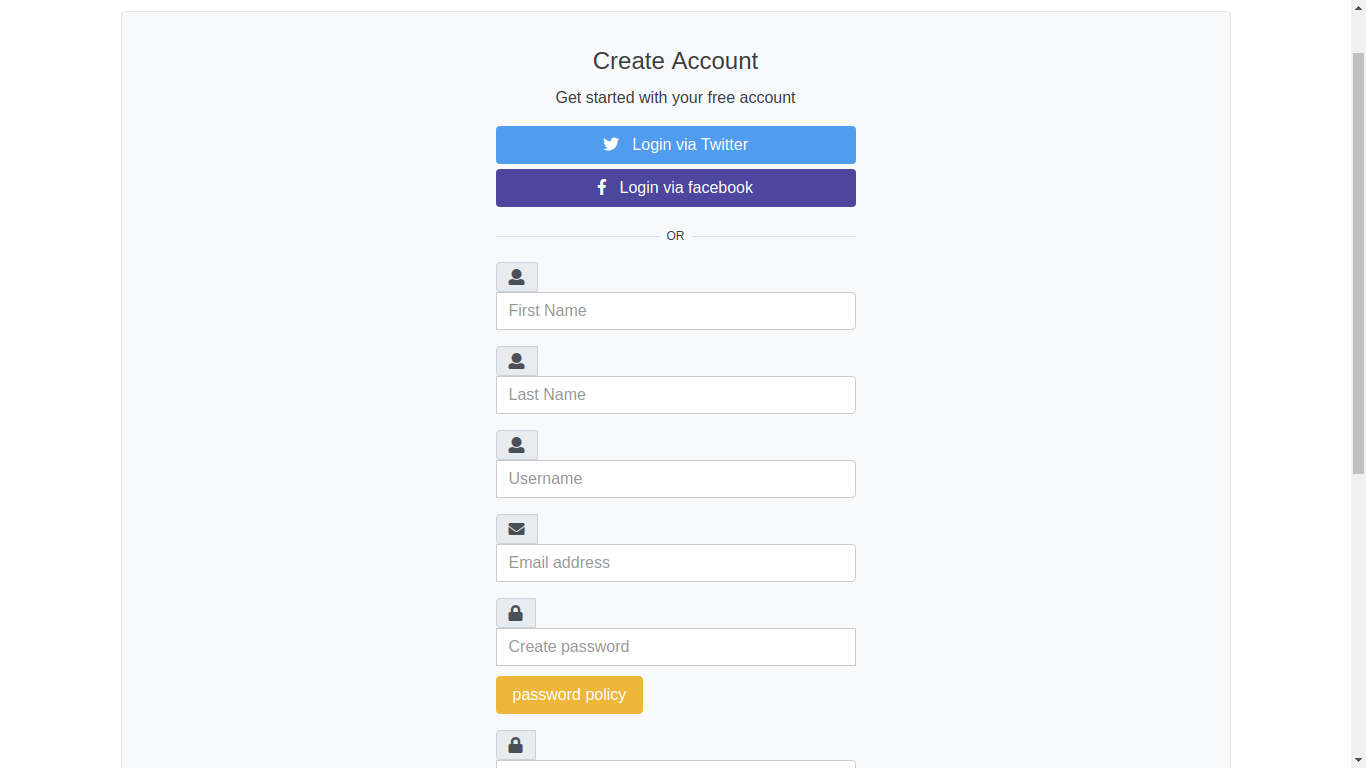 Create Account
Get started with your free account
Login via Twitter
Login via facebook
OR
First Name
Last Name
Username
Email address
Create password
password policy